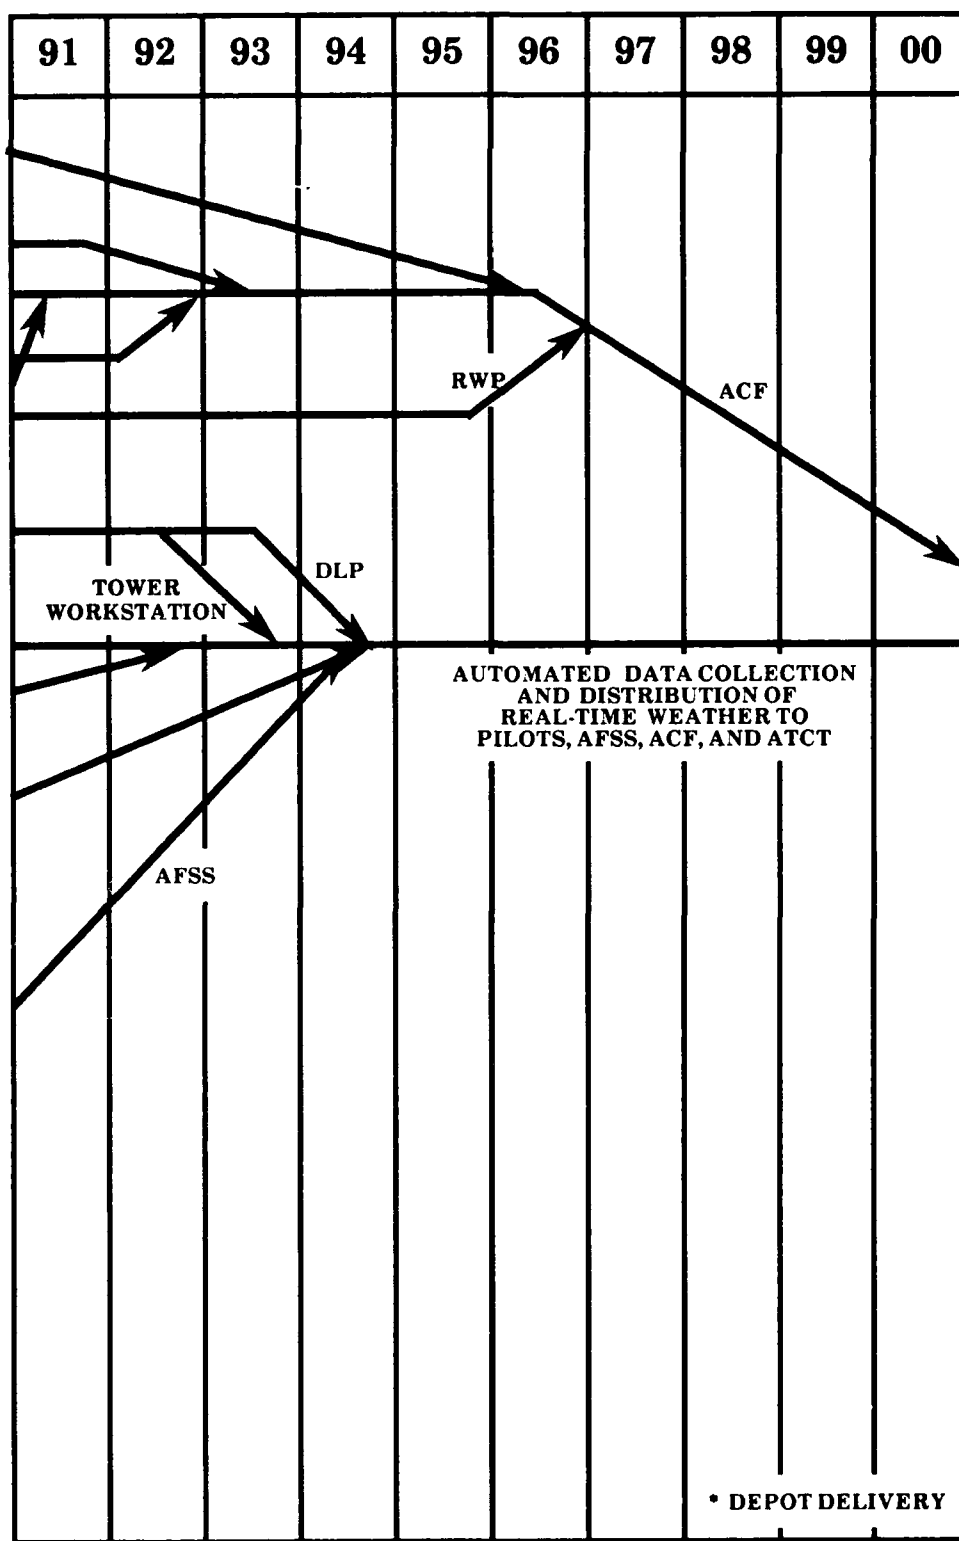 91 92 93 94 95 96 97 98 99 00
RWP
ACF
DLP
TOWER
WORKSTATION
AUTOMATED DATA COLLECTION
AND DISTRIBUTION OF
REAL-TIME WEATHER TO
PILOTS, AFSS, ACF, AND ATCT
AFSS
* DEPOT DELIVERY